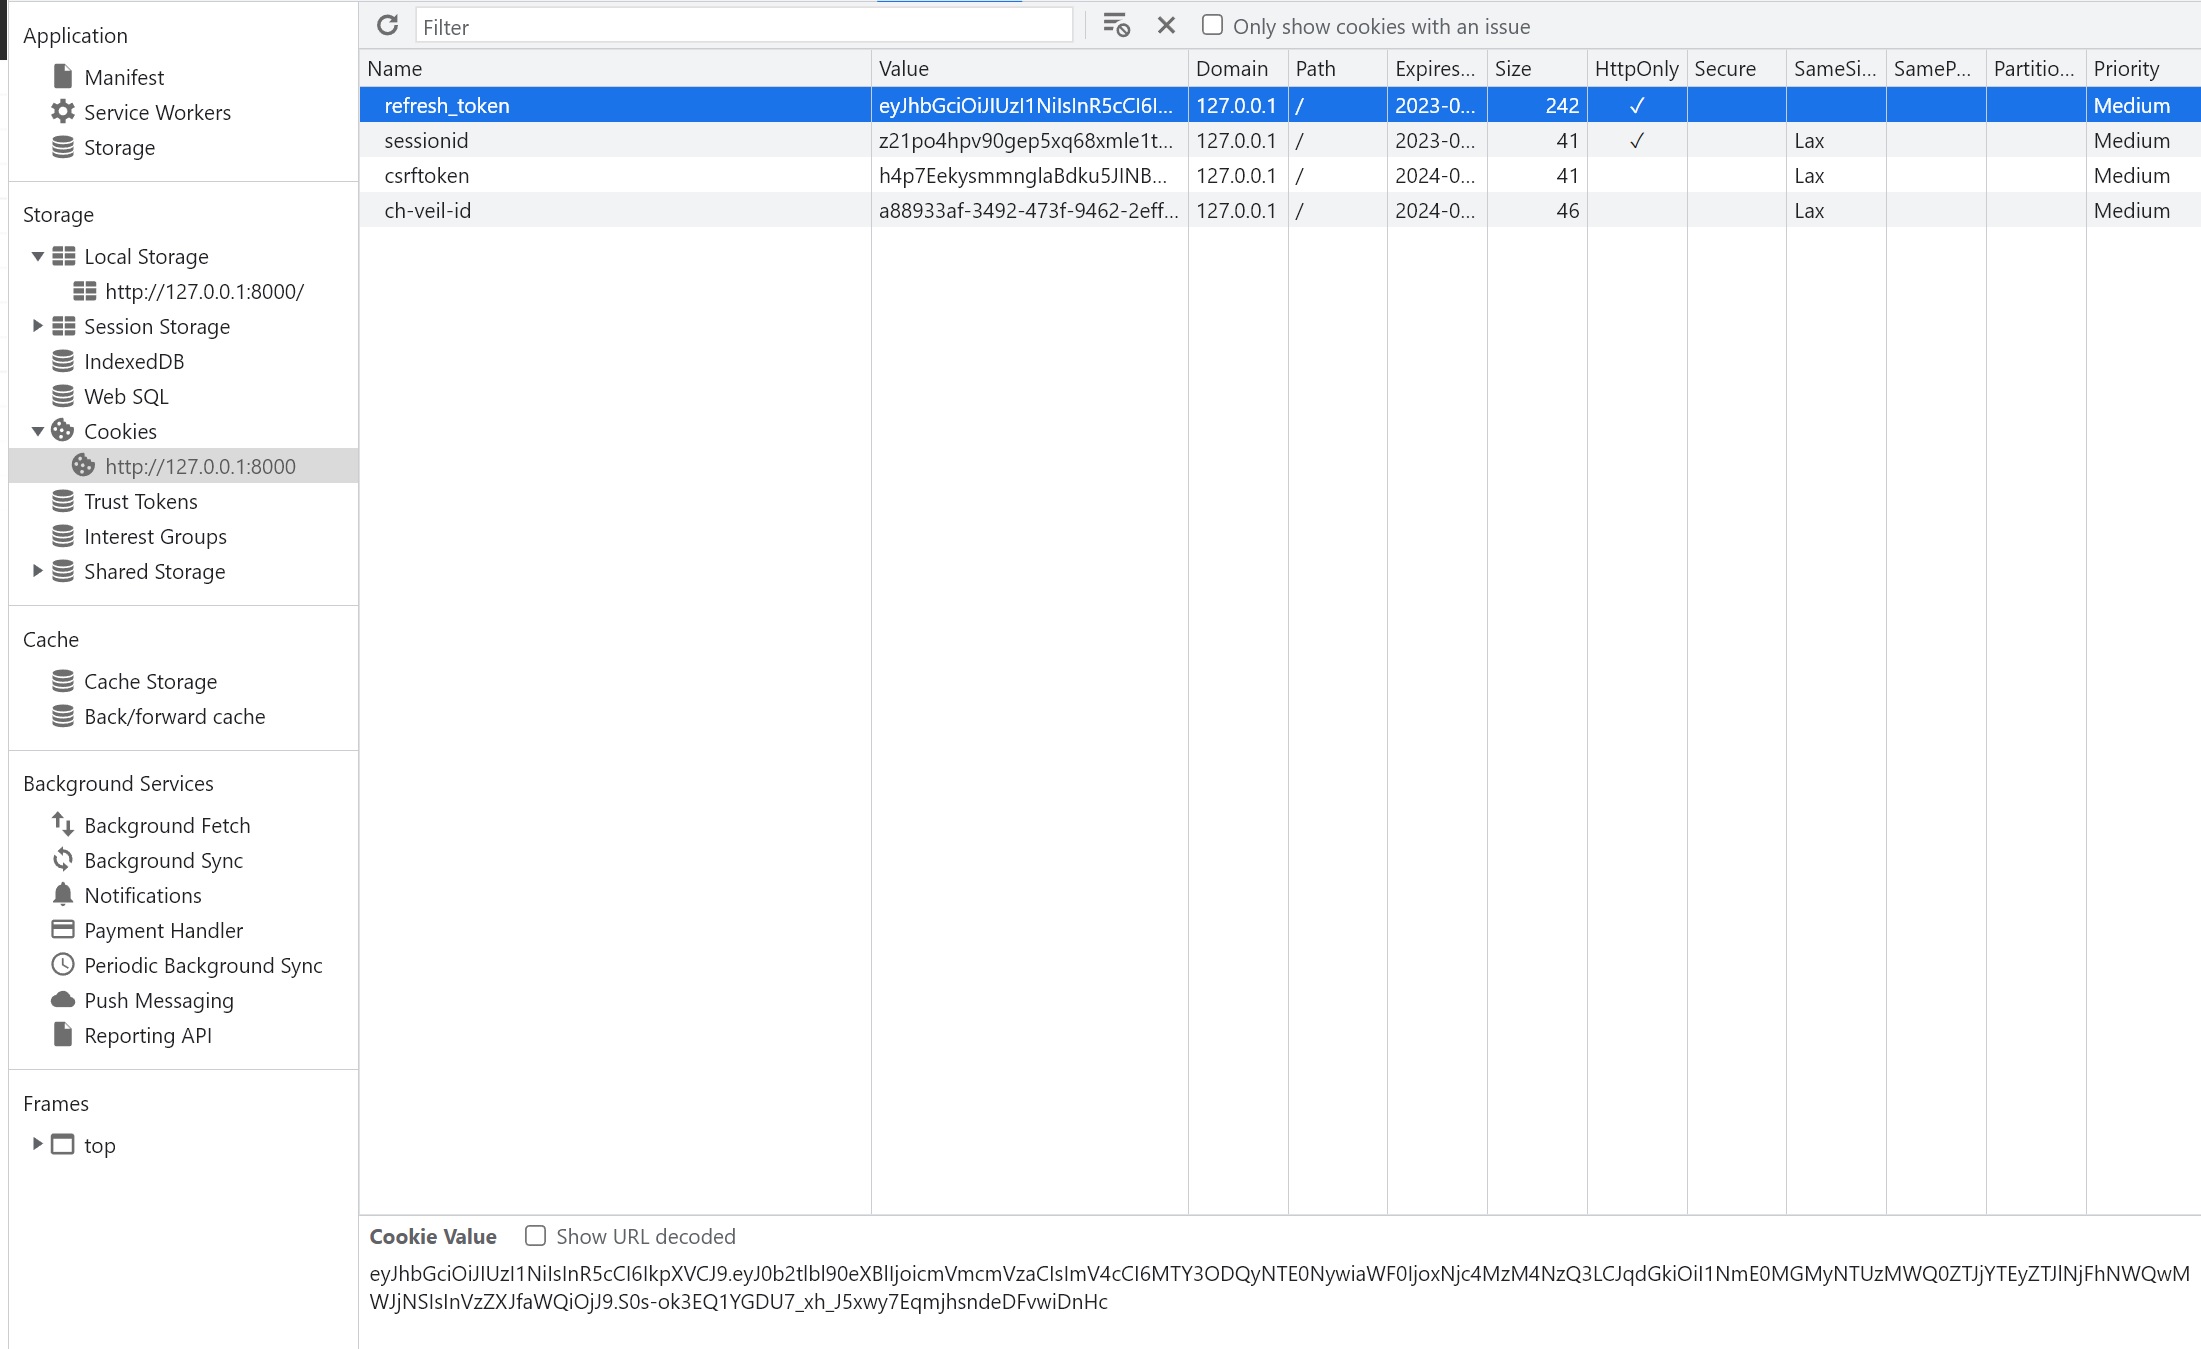 Application
Manifest
Service Workers
Storage
Storage
Local Storage
http://127.0.0.1:8000/
Session Storage
IndexedDB
Web SQL
Cookies
http://127.0.0.1:8000
Trust Tokens
Interest Groups
Shared Storage
Cache
Cache Storage
Back/forward cache
Background Services
Background Fetch
Background Sync
Notifications
Payment Handler
Periodic Background Sync
Push Messaging
Reporting API
Frames
top
Filter
Only show cookies with an issue
Name Value Domain Path Expires... Size HttpOnly Secure SameSi... SameP... Partitio... Priority
refresh_token eyJhbGciOiJIUzI1NiIsInR5cCI6I... 127.0.0.1 / 2023-0... 242 ✓ Medium
sessionid z21po4hpv90gep5xq68xmle1t... 127.0.0.1 / 2023-0... 41 ✓ Lax Medium
csrftoken h4p7EekysmmnglaBdku5JINB... 127.0.0.1 / 2024-0... 41 Lax Medium
ch-veil-id a88933af-3492-473f-9462-2eff... 127.0.0.1 / 2024-0... 46 Lax Medium
Cookie Value Show URL decoded
eyJhbGciOiJIUzI1NiIsInR5cCI6IkpXVCJ9.eyJ0b2tlbl90eXBlIjoicmVmcmVzaCIsImV4cCI6MTY3ODQyNTE0NywiaWF0IjoxNjc4MzM4NzQ3LCJqdGkiOiI1NmE0MGMyNTUzMWQ0ZTJjYTEyZTJlNjFhNWQwM
WJjNSIsInVzZXJfaWQiOjJ9.S0s-ok3EQ1YGDU7_xh_J5xwy7EqmjhsndeDFvwiDnHc